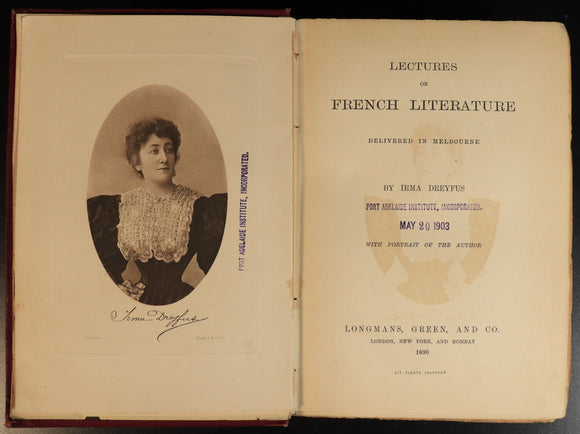 PORT ADELAIDE INSTITUTE, INCORPORATED.
Irma Dreyfus
LECTURES
ON
FRENCH LITERATURE
DELIVERED IN MELBOURNE
BY IRMA DREYFUS
PORT ADELAIDE INSTITUTE, INCORPORATED.
MAY 20 1903
WITH PORTRAIT OF THE AUTHOR
LONGMANS, GREEN, AND CO.
LONDON, NEW YORK, AND BOMBAY
1896
All rights reserved